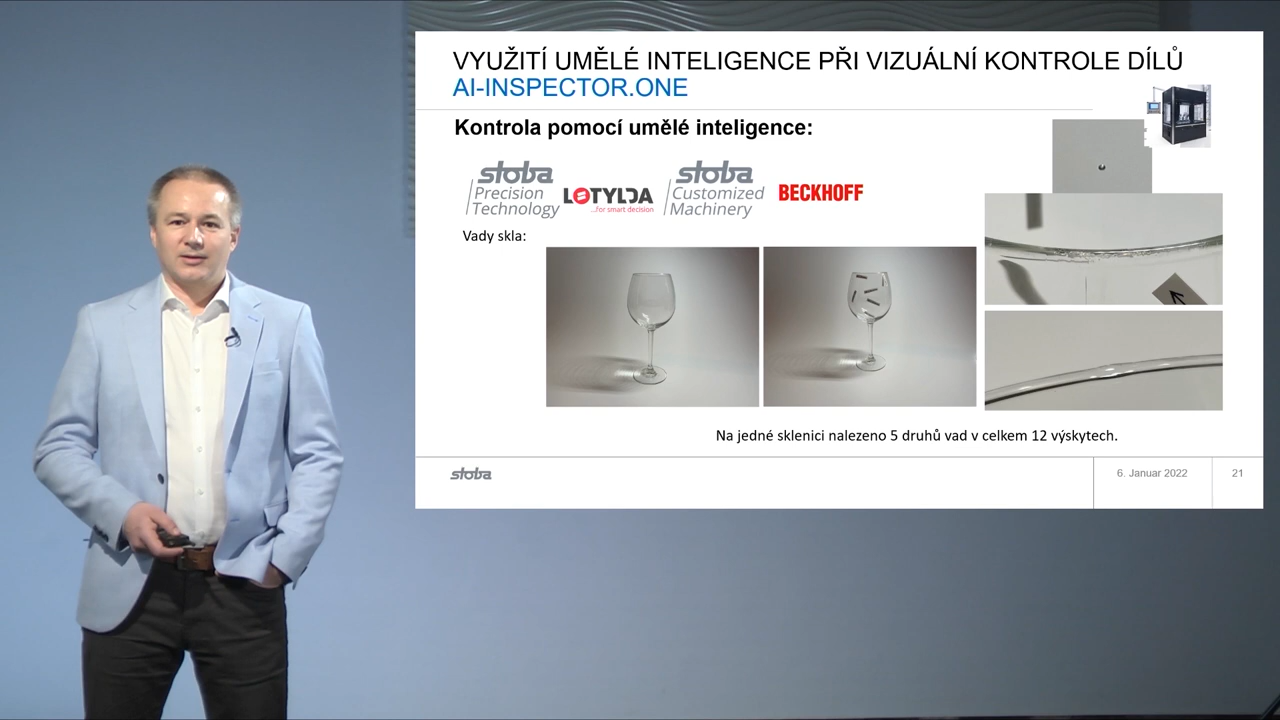 VYUŽITÍ UMĚLÉ INTELIGENCE PŘI VIZUÁLNÍ KONTROLE DÍLŮ
AI-INSPECTOR.ONE
Kontrola pomocí umělé inteligence:
stoba
Precision
Technology
LOTYLDA
...for smart decision
stoba
Customized
Machinery
BECKHOFF
Vady skla:
Na jedné sklenici nalezeno 5 druhů vad v celkem 12 výskytech.
stoba
6. Januar 2022
21